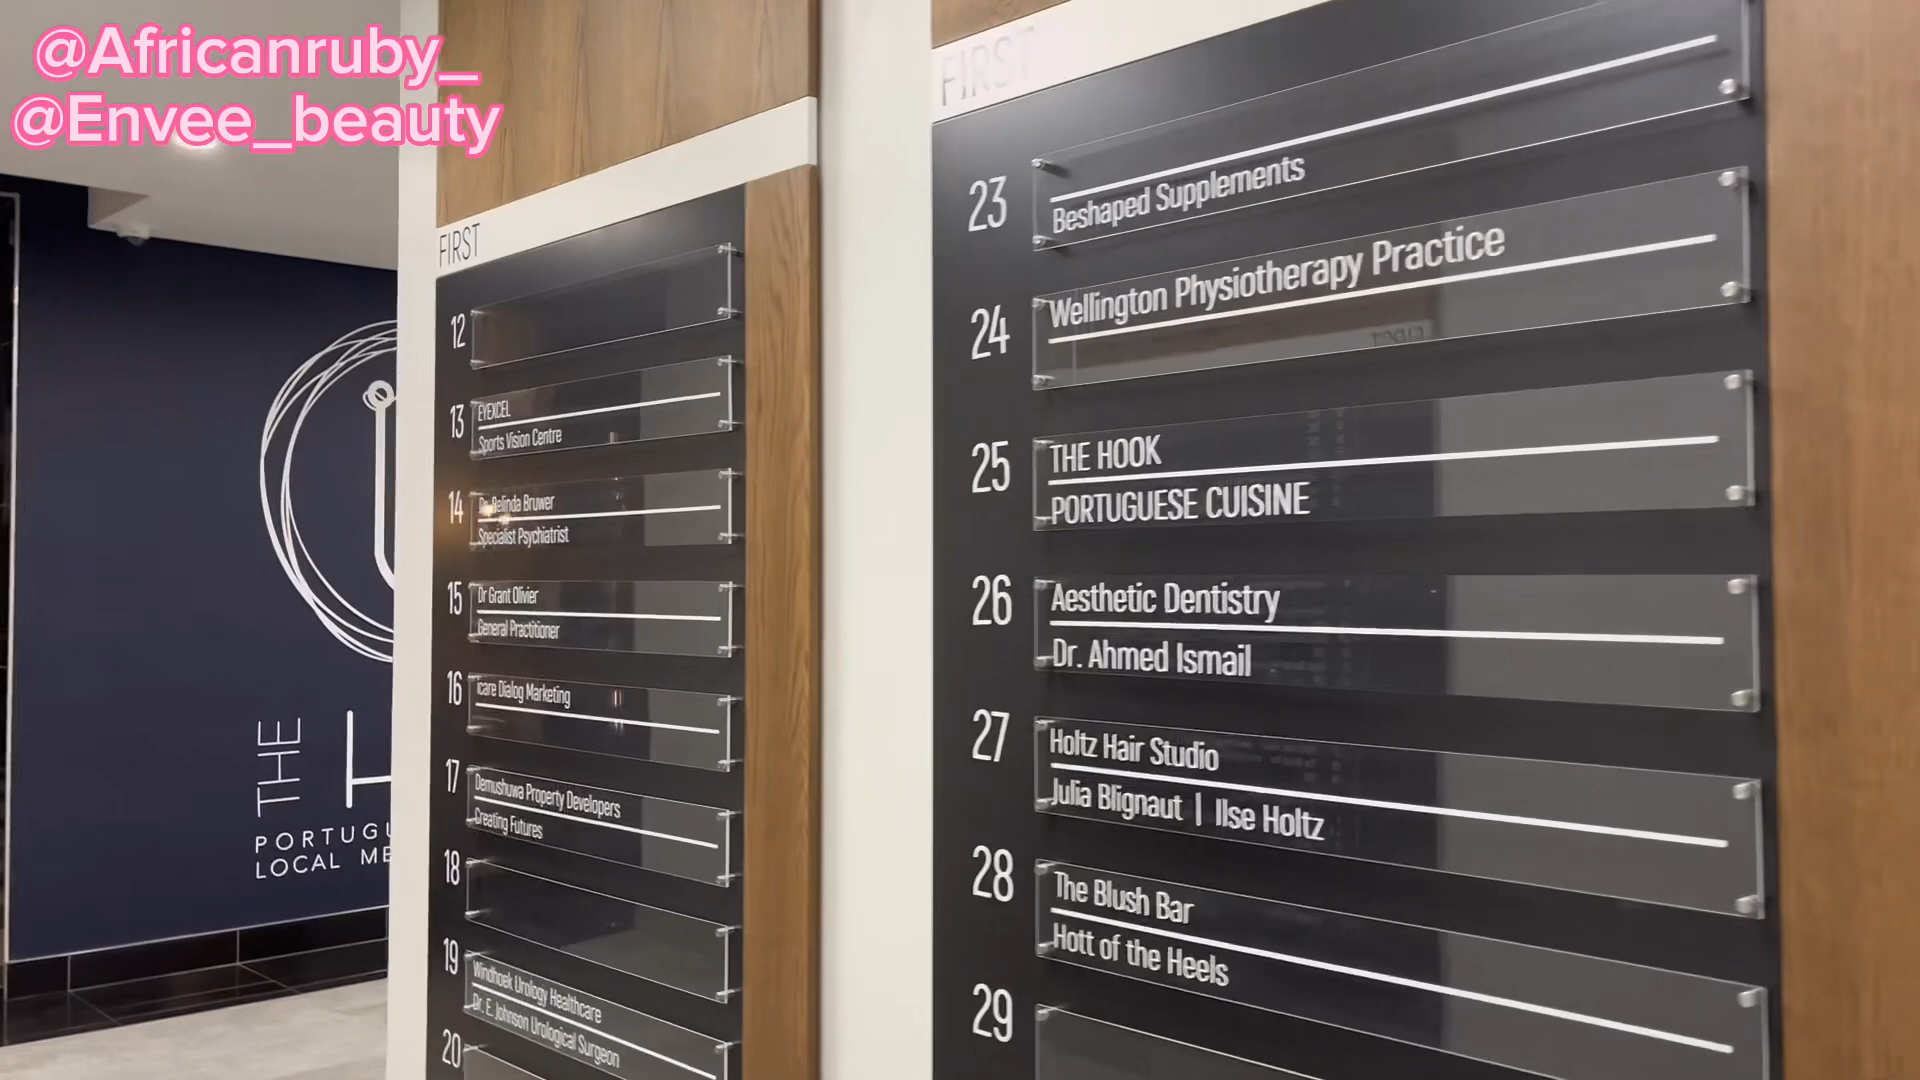 @Africanruby_
@Envee_beauty
THE
PORTUGU
LOCAL ME
FIRST
12
13
EYEXCEL
Sports Vision Centre
14
Dr. Belinda Bruwer
Specialist Psychiatrist
15
Dr Grant Olivier
General Practitioner
16
icare Dialog Marketing
17
Demushuwa Property Developers
Creating Futures
18
19
Windhoek Urology Healthcare
Dr. E. Johnson Urological Surgeon
20
FIRST
23
Beshaped Supplements
24
Wellington Physiotherapy Practice
25
THE HOOK
PORTUGUESE CUISINE
26
Aesthetic Dentistry
Dr. Ahmed Ismail
27
Holtz Hair Studio
Julia Blignaut | Ilse Holtz
28
The Blush Bar
Hott of the Heels
29